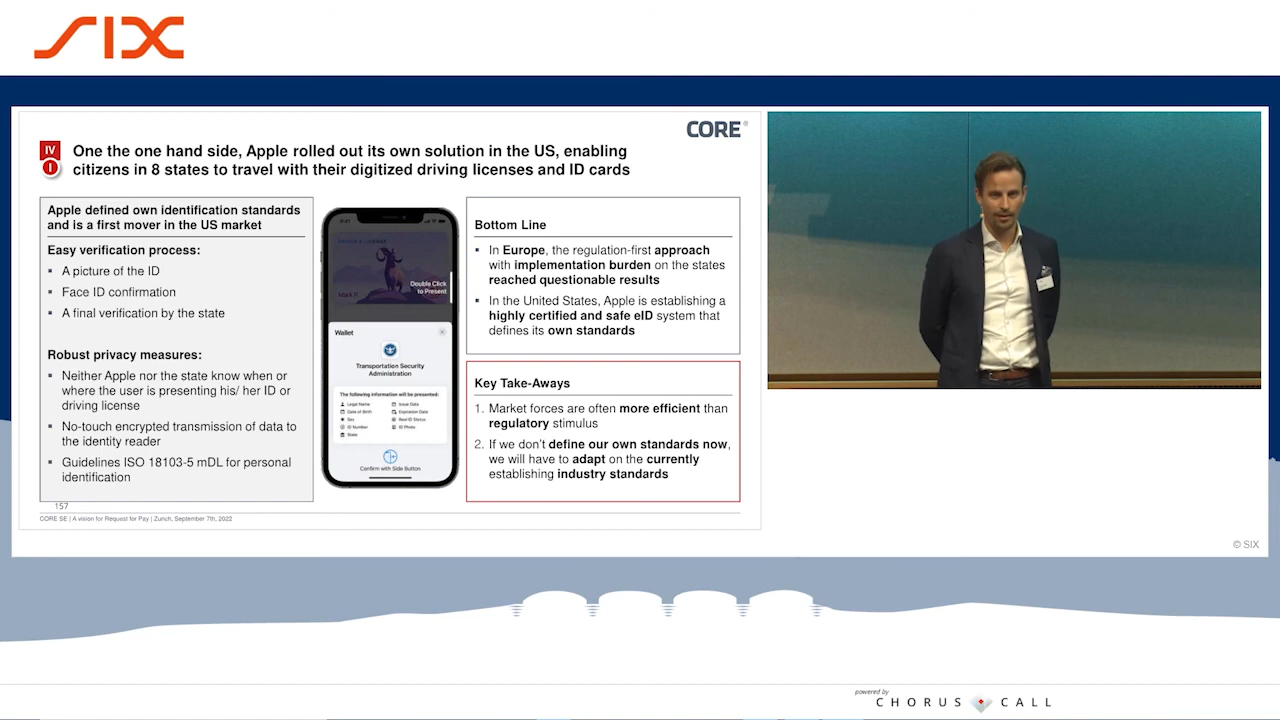 SIX
CORE®
IV
I
One the one hand side, Apple rolled out its own solution in the US, enabling
citizens in 8 states to travel with their digitized driving licenses and ID cards
Apple defined own identification standards
and is a first mover in the US market
Easy verification process:
▪ A picture of the ID
▪ Face ID confirmation
▪ A final verification by the state
Robust privacy measures:
▪ Neither Apple nor the state know when or
where the user is presenting his/ her ID or
driving license
▪ No-touch encrypted transmission of data to
the identity reader
▪ Guidelines ISO 18103-5 mDL for personal
identification
9:41
DRIVER'S LICENSE
Double Click
to Present
Mark P.
Wallet
Transportation Security
Administration
The following information will be presented:
Legal Name
Issue Date
Date of Birth
Expiration Date
Sex
Real ID Status
ID Number
ID Photo
State
Confirm with Side Button
Bottom Line
▪ In Europe, the regulation-first approach
with implementation burden on the states
reached questionable results
▪ In the United States, Apple is establishing a
highly certified and safe eID system that
defines its own standards
Key Take-Aways
1. Market forces are often more efficient than
regulatory stimulus
2. If we don't define our own standards now,
we will have to adapt on the currently
establishing industry standards
157
CORE SE | A vision for Request for Pay | Zurich, September 7th, 2022
© SIX
powered by
CHORUS CALL